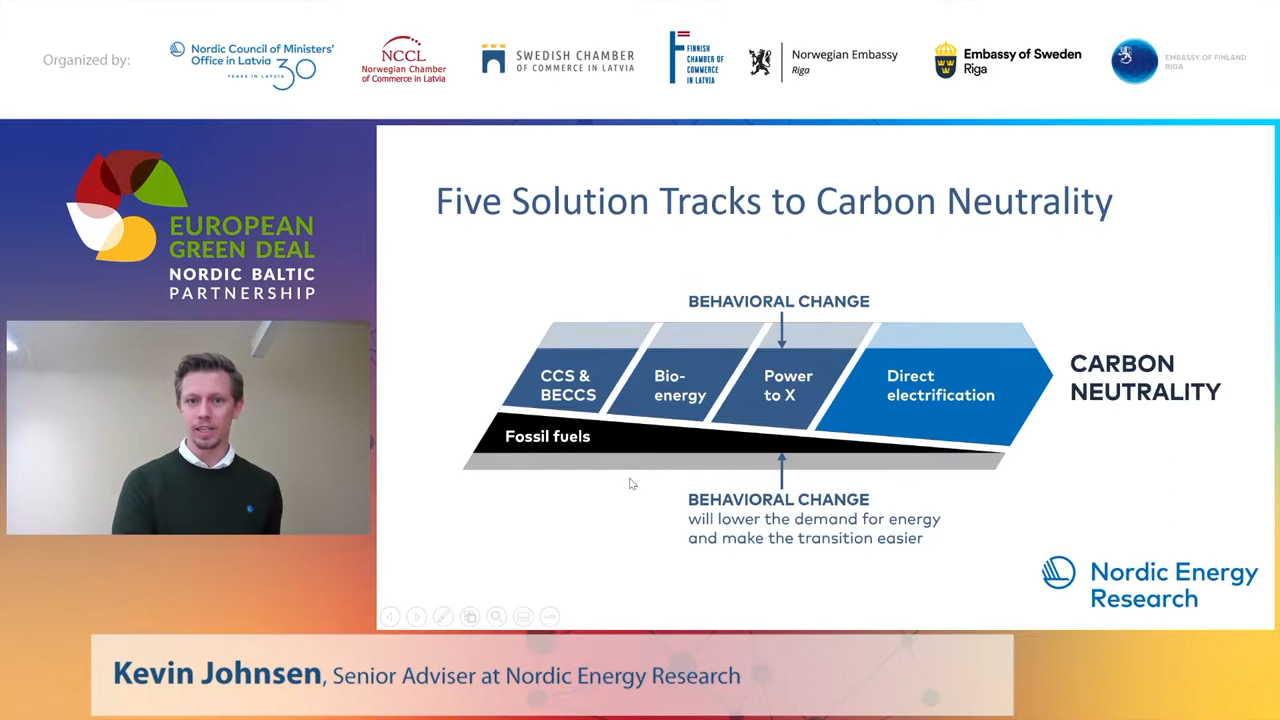 Organized by:
Nordic Council of Ministers'
Office in Latvia
YEARS IN LATVIA 30
NCCL
Norwegian Chamber
of Commerce in Latvia
SWEDISH CHAMBER
OF COMMERCE IN LATVIA
FINNISH
CHAMBER OF
COMMERCE
IN LATVIA
Norwegian Embassy
Riga
Embassy of Sweden
Riga
EMBASSY OF FINLAND
RIGA
EUROPEAN
GREEN DEAL
NORDIC BALTIC
PARTNERSHIP
Five Solution Tracks to Carbon Neutrality
BEHAVIORAL CHANGE
CCS &
BECCS
Bio-
energy
Power
to X
Direct
electrification
CARBON
NEUTRALITY
Fossil fuels
BEHAVIORAL CHANGE
will lower the demand for energy
and make the transition easier
Nordic Energy
Research
Kevin Johnsen, Senior Adviser at Nordic Energy Research